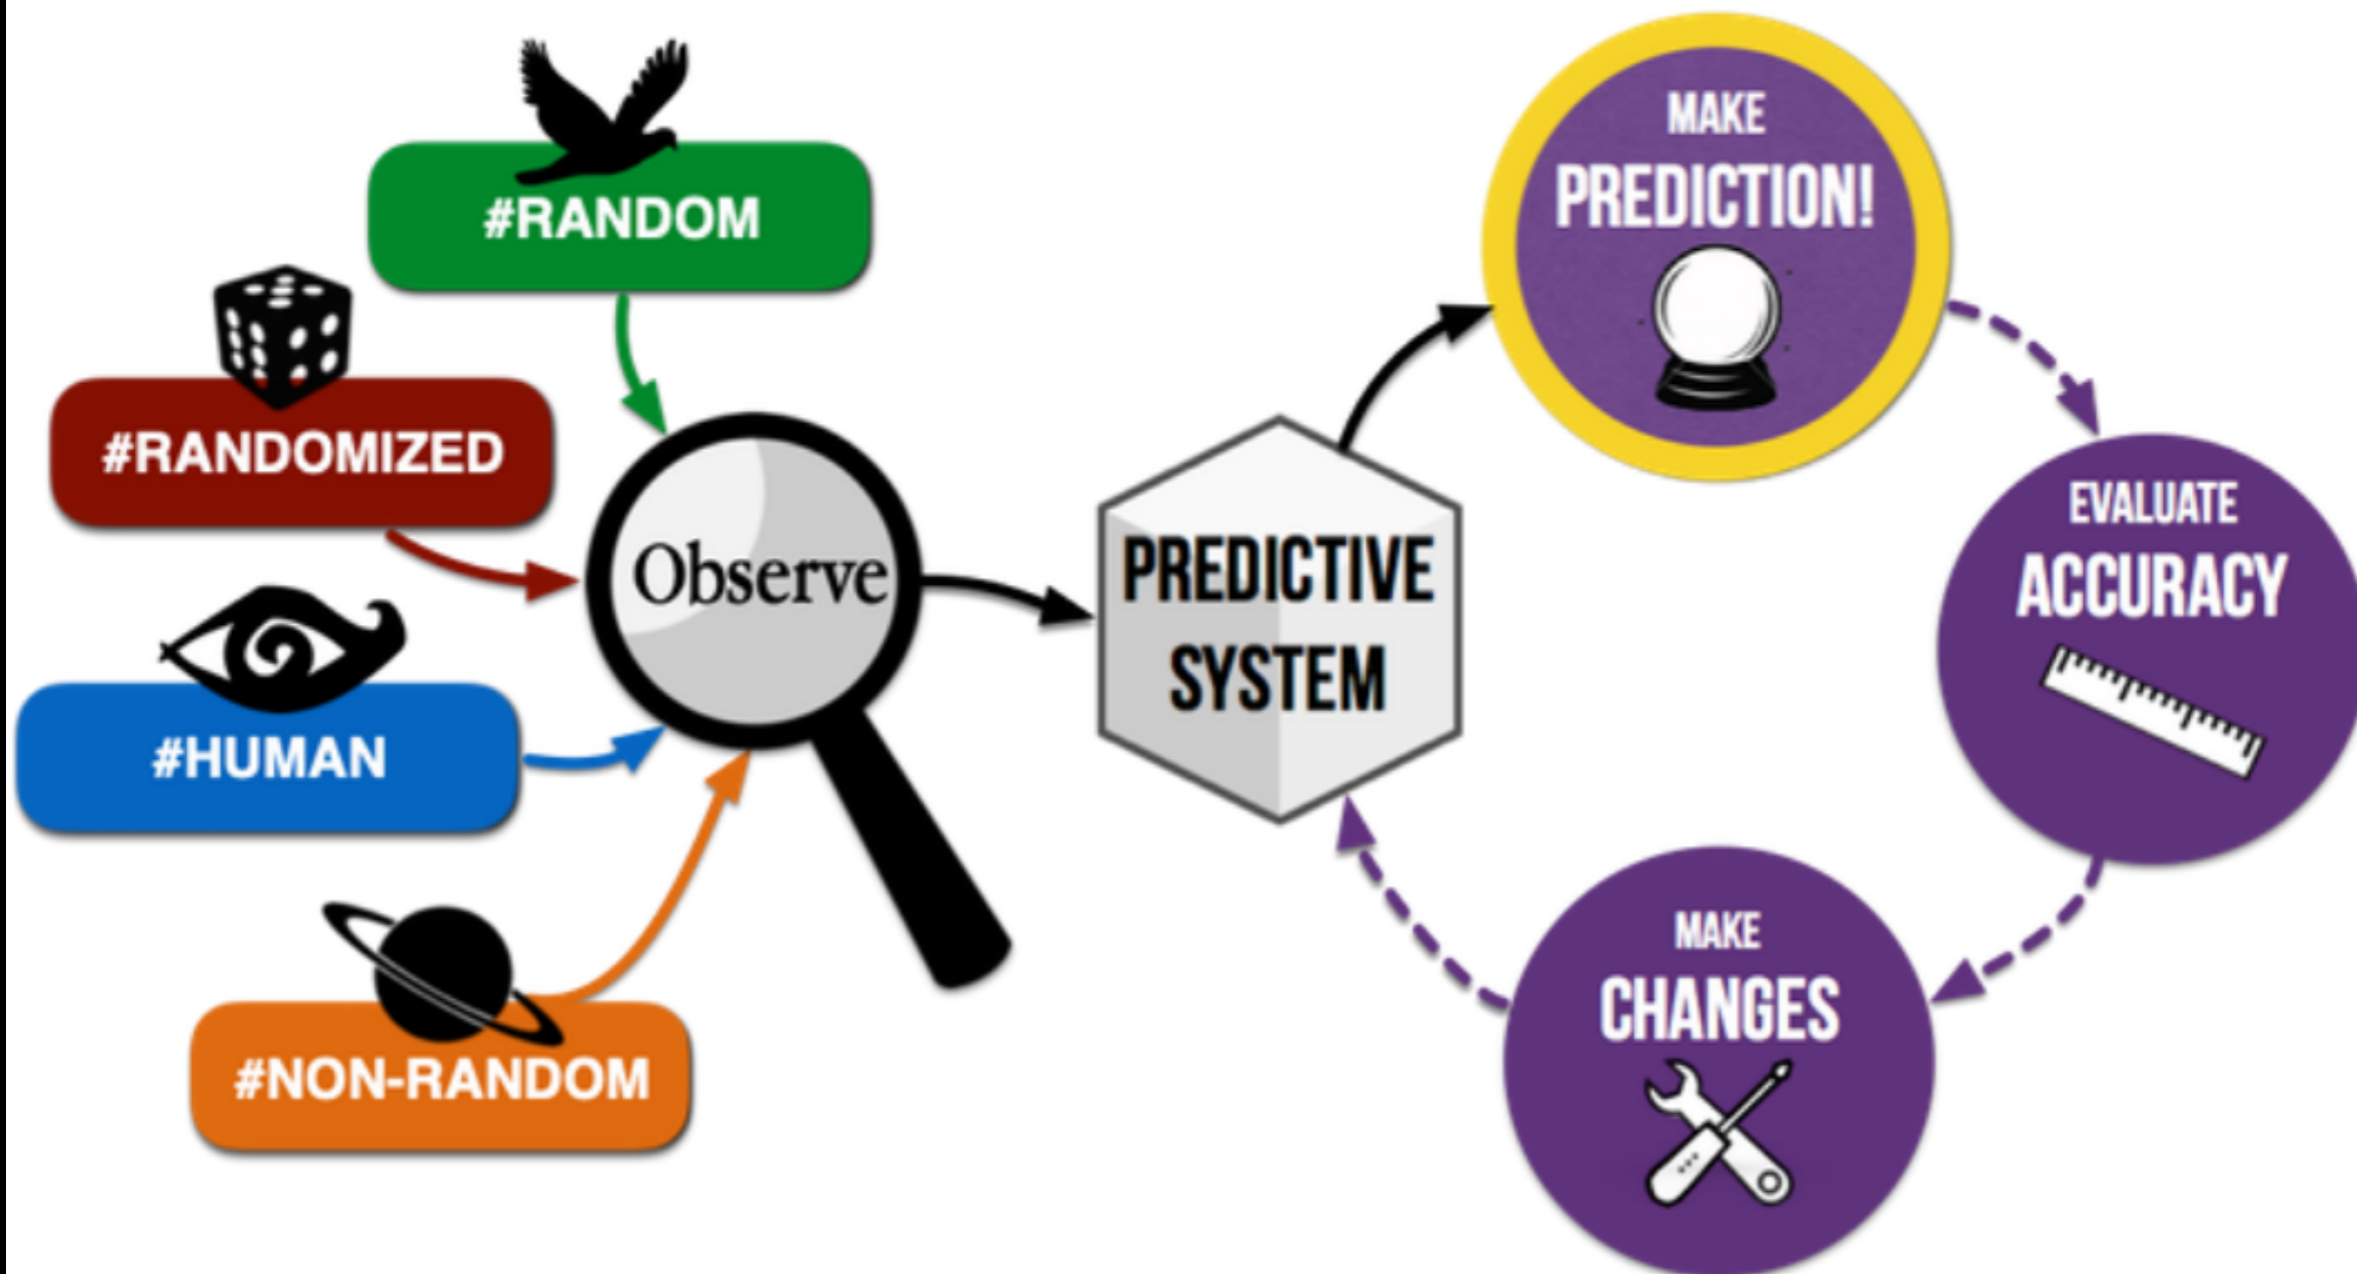 #RANDOM
#RANDOMIZED
#HUMAN
#NON-RANDOM
Observe
PREDICTIVE
SYSTEM
MAKE
PREDICTION!
EVALUATE
ACCURACY
MAKE
CHANGES